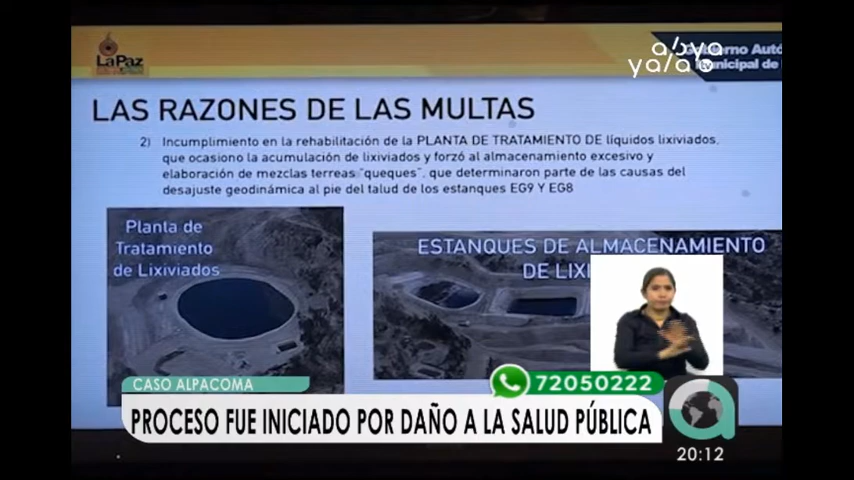 LaPaz
abya
yala
tv
Gobierno Autó
Municipal de
LAS RAZONES DE LAS MULTAS
2) Incumplimiento en la rehabilitación de la PLANTA DE TRATAMIENTO DE líquidos lixiviados,
que ocasiono la acumulación de lixiviados y forzó al almacenamiento excesivo y
elaboración de mezclas terreas "queques", que determinaron parte de las causas del
desajuste geodinámica al pie del talud de los estanques EG9 Y EG8
Planta de
Tratamiento
de Lixiviados
ESTANQUES DE ALMACENAMIENTO
DE LIXI
CASO ALPACOMA
72050222
PROCESO FUE INICIADO POR DAÑO A LA SALUD PÚBLICA
20:12